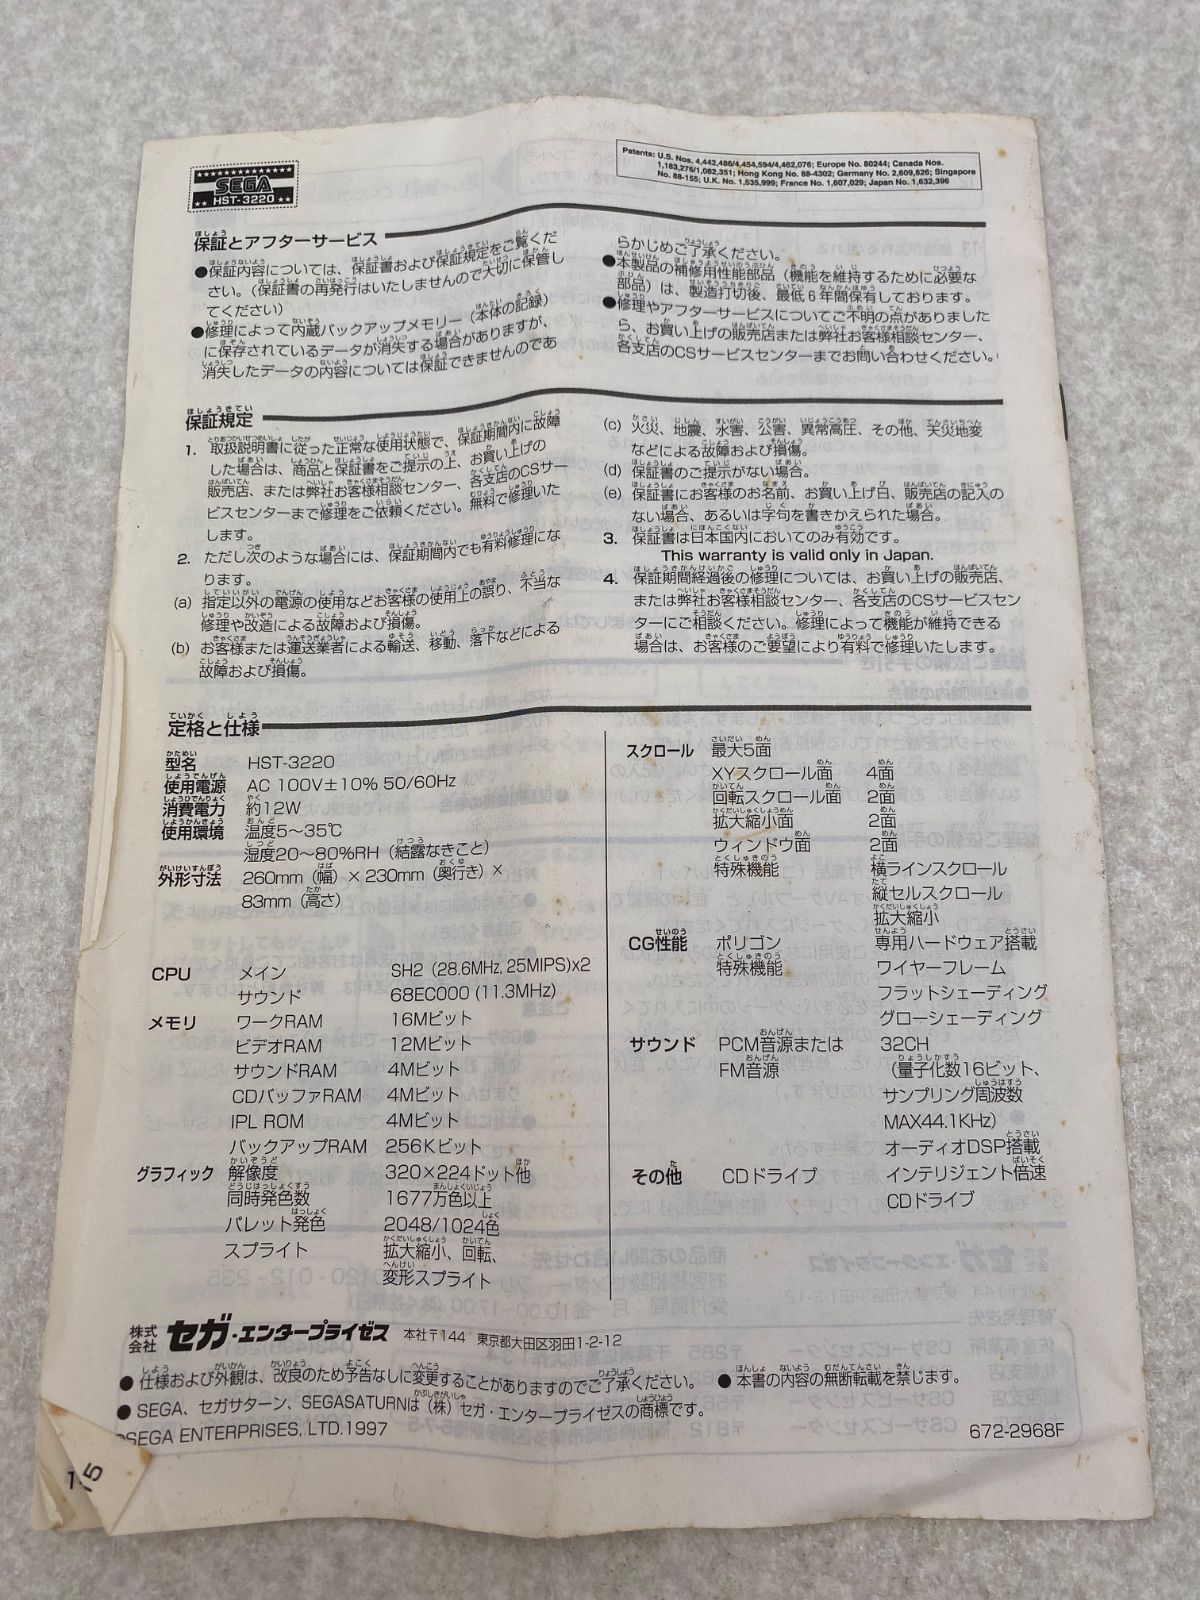 SEGA
HST-3220
Patents: U.S. Nos. 4,442,486/4,454,594/4,462,076; Europe No. 80244; Canada Nos.
1,183,276/1,082,351; Hong Kong No. 88-4302; Germany No. 2,609,826; Singapore
No. 88-155; U.K. No. 1,535,999; France No. 1,607,029; Japan No. 1,632,396
保証とアフターサービス
●保証内容については、保証書および保証規定をご覧くだ
さい。(保証書の再発行はいたしませんので大切に保管し
てください)
●修理によって内蔵バックアップメモリー(本体の記録)
に保存されているデータが消失する場合がありますが、
消失したデータの内容については保証できませんのであ
らかじめご了承ください。
●本製品の補修用性能部品(機能を維持するために必要な
部品)は、製造打切後、最低6年間保有しております。
●修理やアフターサービスについてご不明の点がありました
ら、お買い上げの販売店または弊社お客様相談センター、
各支店のCSサービスセンターまでお問い合わせください。
保証規定
1. 取扱説明書に従った正常な使用状態で、保証期間内に故障
した場合は、商品と保証書をご提示の上、お買い上げの
販売店、または弊社お客様相談センター、各支店のCSサー
ビスセンターまで修理をご依頼ください。無料で修理いた
します。
2. ただし次のような場合には、保証期間内でも有料修理にな
ります。
(a) 指定以外の電源の使用などお客様の使用上の誤り、不当な
修理や改造による故障および損傷。
(b) お客様または運送業者による輸送、移動、落下などによる
故障および損傷。
(c) 火災、地震、水害、公害、異常高圧、その他、天災地変
などによる故障および損傷。
(d) 保証書のご提示がない場合。
(e) 保証書にお客様のお名前、お買い上げ日、販売店の記入の
ない場合、あるいは字句を書きかえられた場合。
3. 保証書は日本国内においてのみ有効です。
This warranty is valid only in Japan.
4. 保証期間経過後の修理については、お買い上げの販売店、
または弊社お客様相談センター、各支店のCSサービスセン
ターにご相談ください。修理によって機能が維持できる
場合は、お客様のご要望により有料で修理いたします。
定格と仕様
型名 HST-3220
使用電源 AC 100V±10% 50/60Hz
消費電力 約12W
使用環境 温度5～35℃
湿度20～80%RH(結露なきこと)
外形寸法 260mm(幅)×230mm(奥行き)×
83mm(高さ)
CPU メイン SH2 (28.6MHz, 25MIPS)x2
サウンド 68EC000 (11.3MHz)
メモリ ワークRAM 16Mビット
ビデオRAM 12Mビット
サウンドRAM 4Mビット
CDバッファRAM 4Mビット
IPL ROM 4Mビット
バックアップRAM 256Kビット
グラフィック 解像度 320×224ドット他
同時発色数 1677万色以上
パレット発色 2048/1024色
スプライト 拡大縮小、回転、
変形スプライト
スクロール 最大5面
XYスクロール面 4面
回転スクロール面 2面
拡大縮小面 2面
ウィンドウ面 2面
特殊機能 横ラインスクロール
縦セルスクロール
拡大縮小
CG性能 ポリゴン 専用ハードウェア搭載
特殊機能 ワイヤーフレーム
フラットシェーディング
グローシェーディング
サウンド PCM音源または 32CH
FM音源 (量子化数16ビット、
サンプリング周波数
MAX44.1KHz)
オーディオDSP搭載
その他 CDドライブ インテリジェント倍速
CDドライブ
株式会社 セガ・エンタープライゼス 本社〒144 東京都大田区羽田1-2-12
●仕様および外観は、改良のため予告なしに変更することがありますのでご了承ください。 ●本書の内容の無断転載を禁じます。
●SEGA、セガサターン、SEGASATURNは(株)セガ・エンタープライゼスの商標です。
©SEGA ENTERPRISES, LTD.1997
672-2968F